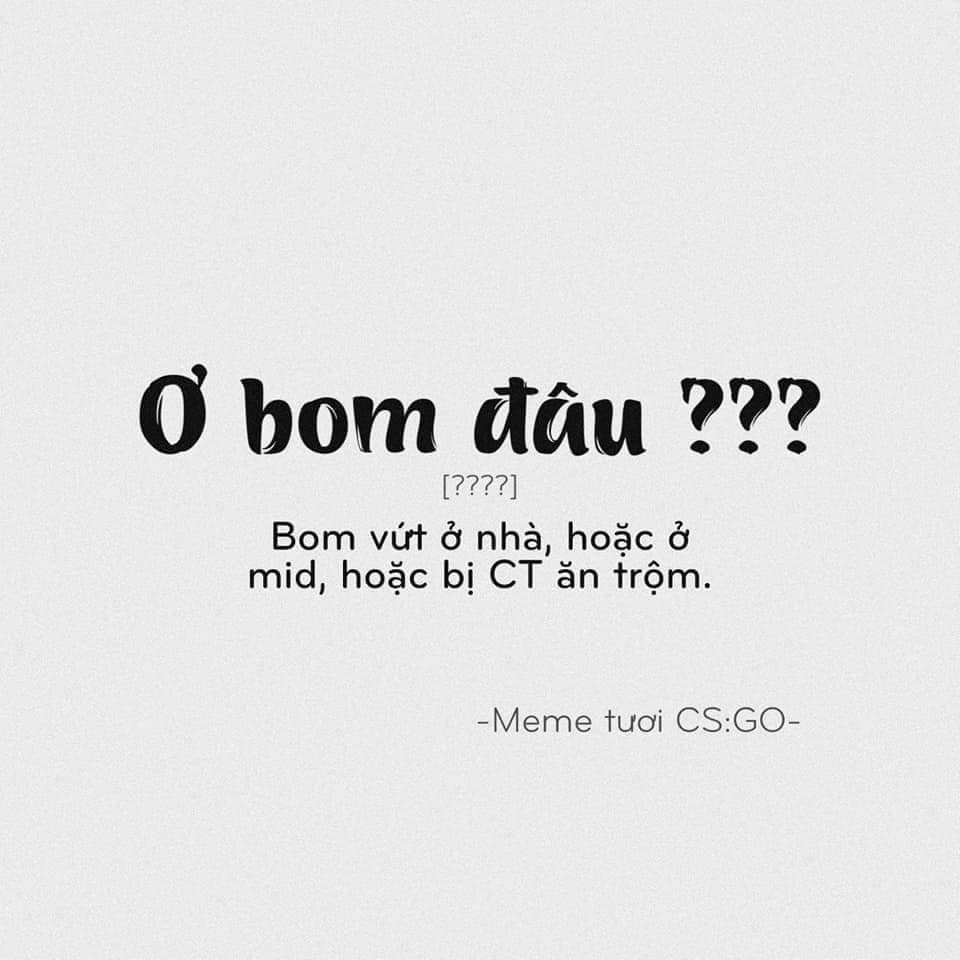 Ơ bom đâu ???
[????]
Bom vứt ở nhà, hoặc ở
mid, hoặc bị CT ăn trộm.
-Meme tươi CS:GO-